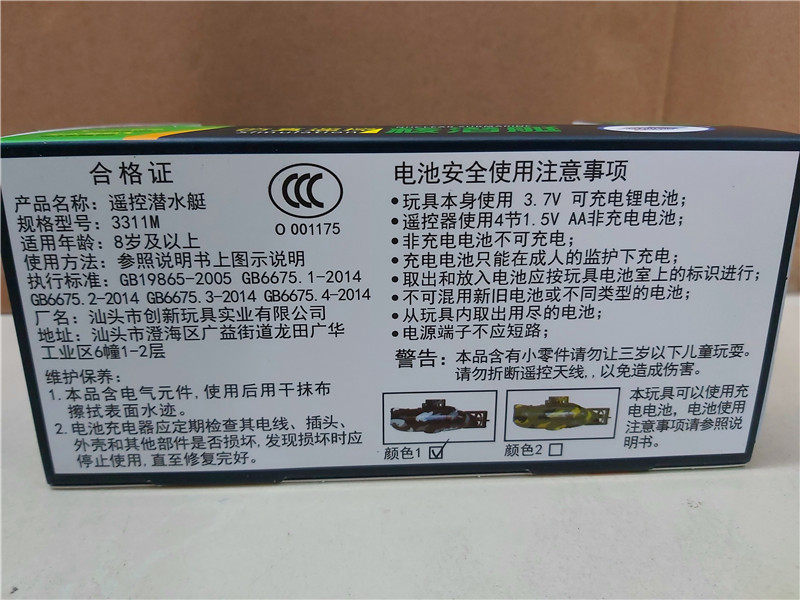 合格证
产品名称：遥控潜水艇
规格型号：3311M
适用年龄：8岁及以上
使用方法：参照说明书上图示说明
执行标准：GB19865-2005 GB6675.1-2014
GB6675.2-2014 GB6675.3-2014 GB6675.4-2014
厂名：汕头市创新玩具实业有限公司
地址：汕头市澄海区广益街道龙田广华
工业区6幢1-2层
CCC
O 001175
维护保养：
1.本品含电气元件,使用后用干抹布
擦拭表面水迹。
2.电池充电器应定期检查其电线、插头、
外壳和其他部件是否损坏,发现损坏时应
停止使用,直至修复完好。
电池安全使用注意事项
•玩具本身使用 3.7V 可充电锂电池；
•遥控器使用4节1.5V AA非充电电池；
•非充电电池不可充电；
•充电电池只能在成人的监护下充电；
•取出和放入电池应按玩具电池室上的标识进行；
•不可混用新旧电池或不同类型的电池；
•从玩具内取出用尽的电池；
•电源端子不应短路；
警告：本品含有小零件请勿让三岁以下儿童玩耍。
请勿折断遥控天线,,以免造成伤害。
颜色1
颜色2
本玩具可以使用充
电电池，电池使用
注意事项请参照说
明书。